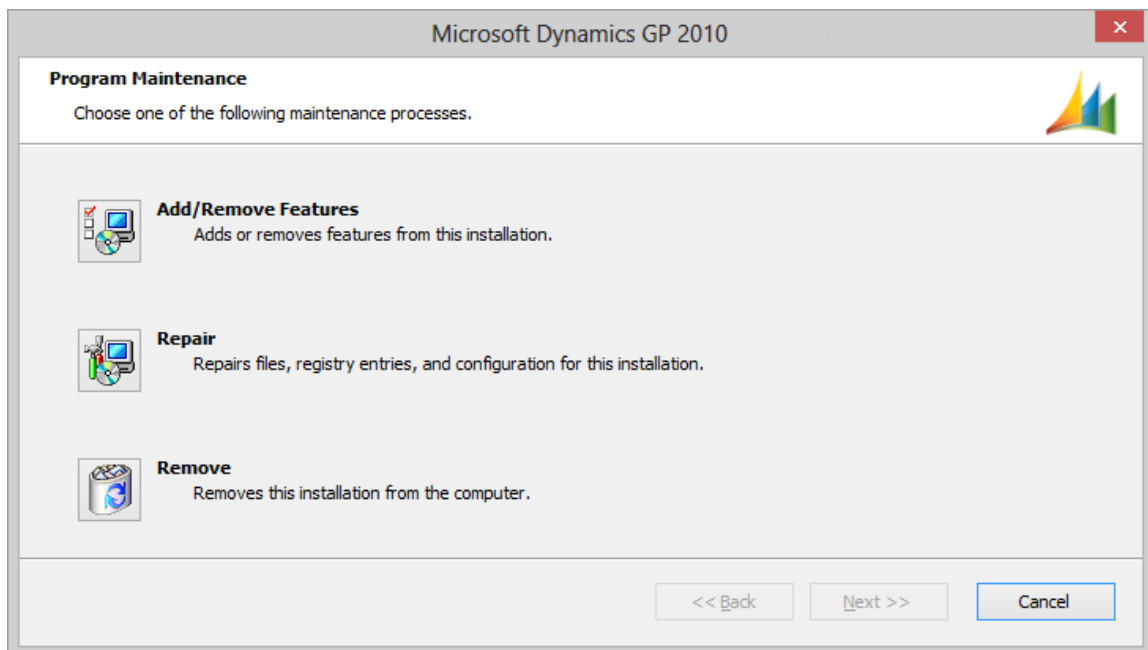 Microsoft Dynamics GP 2010
Program Maintenance
Choose one of the following maintenance processes.
Add/Remove Features
Adds or removes features from this installation.
Repair
Repairs files, registry entries, and configuration for this installation.
Remove
Removes this installation from the computer.
<< Back
Next >>
Cancel